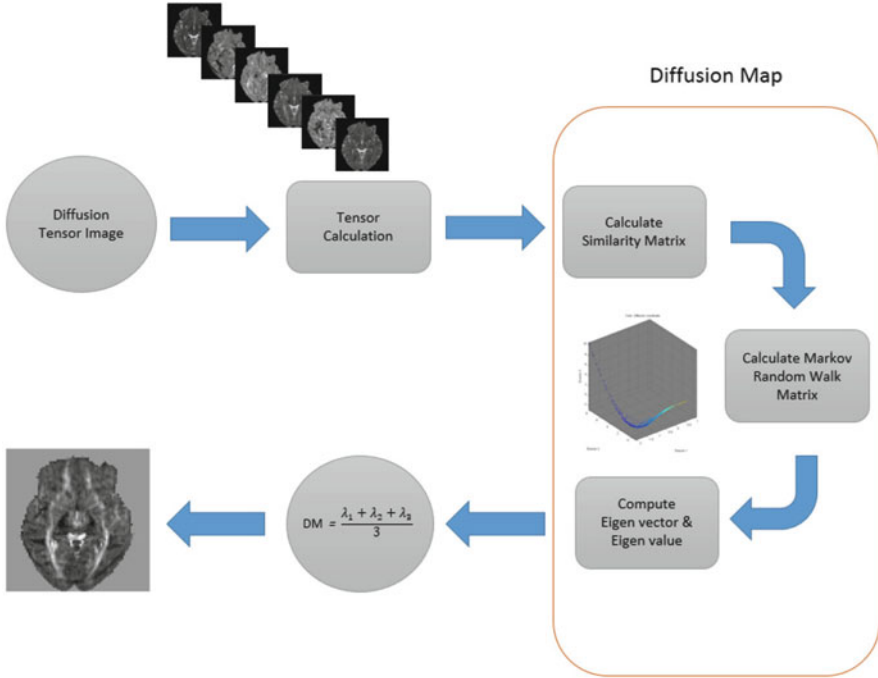 Diffusion Map
Diffusion
Tensor Image
Tensor
Calculation
Calculate
Similarity Matrix
Calculate Markov
Random Walk
Matrix
Compute
Eigen vector &
Eigen value
DM = λ₁ + λ₂ + λ₃ / 3